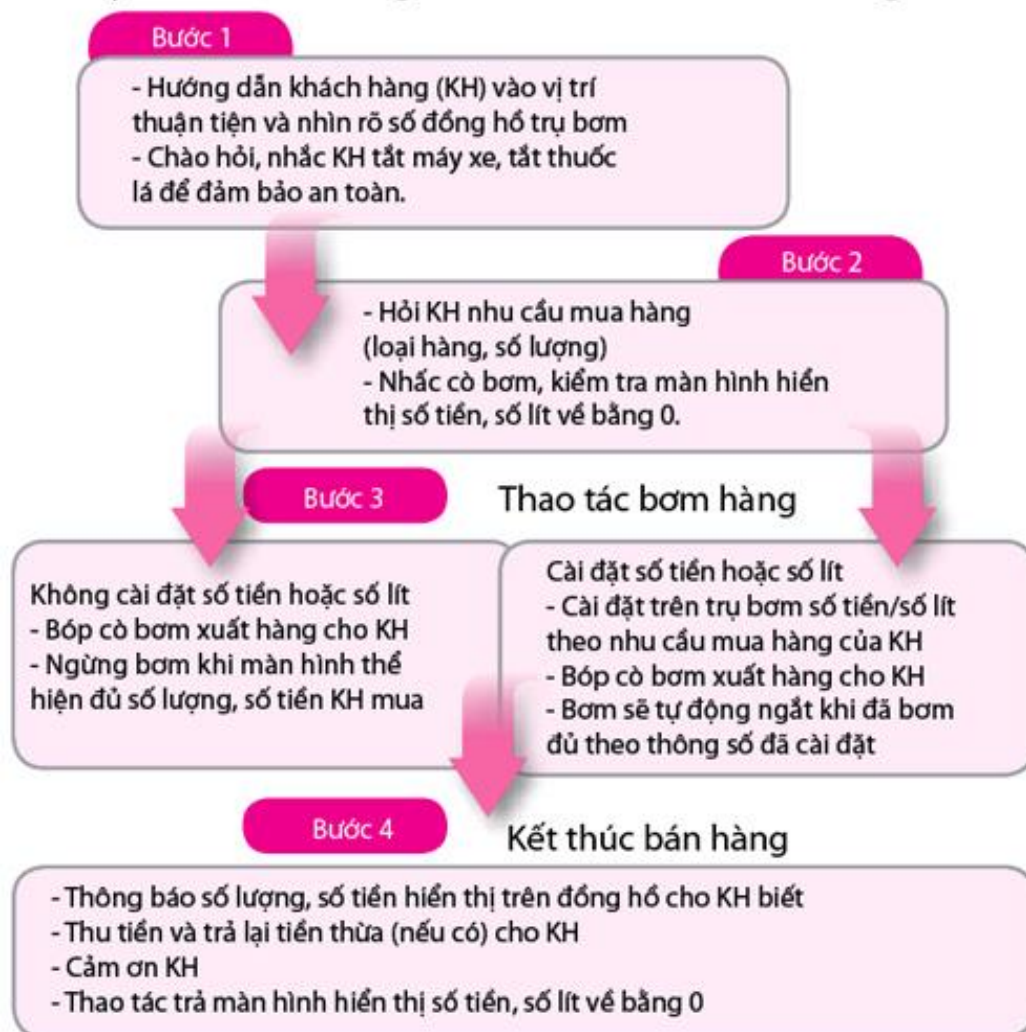 Bước 1
- Hướng dẫn khách hàng (KH) vào vị trí
thuận tiện và nhìn rõ số đồng hồ trụ bơm
- Chào hỏi, nhắc KH tắt máy xe, tắt thuốc
lá để đảm bảo an toàn.
Bước 2
- Hỏi KH nhu cầu mua hàng
(loại hàng, số lượng)
- Nhấc cò bơm, kiểm tra màn hình hiển
thị số tiền, số lít về bằng 0.
Bước 3
Thao tác bơm hàng
Không cài đặt số tiền hoặc số lít
- Bóp cò bơm xuất hàng cho KH
- Ngừng bơm khi màn hình thể
hiện đủ số lượng, số tiền KH mua
Cài đặt số tiền hoặc số lít
- Cài đặt trên trụ bơm số tiền/số lít
theo nhu cầu mua hàng của KH
- Bóp cò bơm xuất hàng cho KH
- Bơm sẽ tự động ngắt khi đã bơm
đủ theo thông số đã cài đặt
Bước 4
Kết thúc bán hàng
- Thông báo số lượng, số tiền hiển thị trên đồng hồ cho KH biết
- Thu tiền và trả lại tiền thừa (nếu có) cho KH
- Cảm ơn KH
- Thao tác trả màn hình hiển thị số tiền, số lít về bằng 0